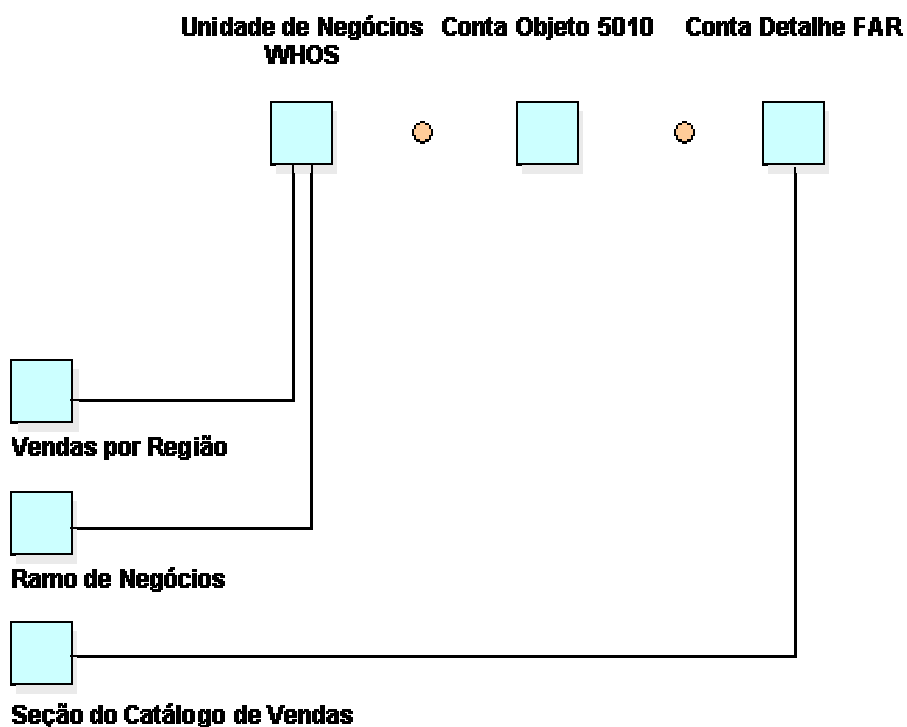 Unidade de Negócios Conta Objeto 5010 Conta Detalhe FAR
WHOS
Vendas por Região
Ramo de Negócios
Seção do Catálogo de Vendas